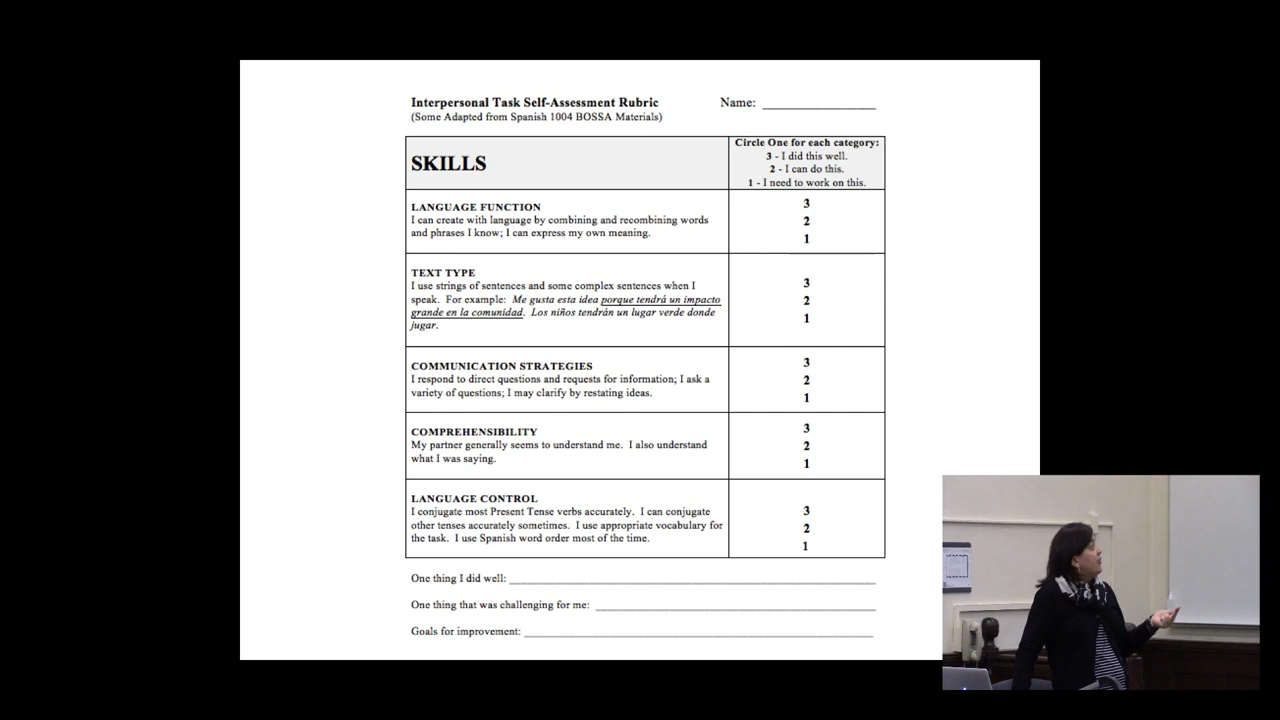 Interpersonal Task Self-Assessment Rubric
Name: ________________
(Some Adapted from Spanish 1004 BOSSA Materials)
SKILLS
Circle One for each category:
3 - I did this well.
2 - I can do this.
1 - I need to work on this.
LANGUAGE FUNCTION
I can create with language by combining and recombining words
and phrases I know; I can express my own meaning.
3
2
1
TEXT TYPE
I use strings of sentences and some complex sentences when I
speak. For example: Me gusta esta idea porque tendrá un impacto
grande en la comunidad. Los niños tendrán un lugar verde donde
jugar.
3
2
1
COMMUNICATION STRATEGIES
I respond to direct questions and requests for information; I ask a
variety of questions; I may clarify by restating ideas.
3
2
1
COMPREHENSIBILITY
My partner generally seems to understand me. I also understand
what I was saying.
3
2
1
LANGUAGE CONTROL
I conjugate most Present Tense verbs accurately. I can conjugate
other tenses accurately sometimes. I use appropriate vocabulary for
the task. I use Spanish word order most of the time.
3
2
1
One thing I did well: ________________
One thing that was challenging for me: ________________
Goals for improvement: ________________